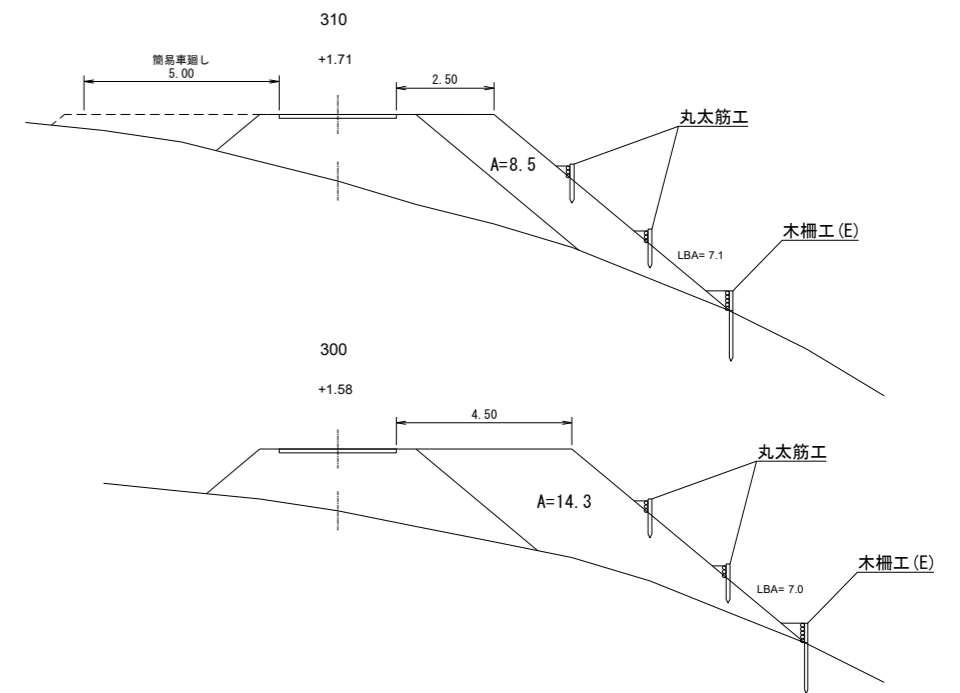 310
+1.71
簡易車廻し
5.00
2.50
丸太筋工
A=8.5
木柵工(E)
LBA= 7.1
300
+1.58
4.50
丸太筋工
A=14.3
木柵工(E)
LBA= 7.0